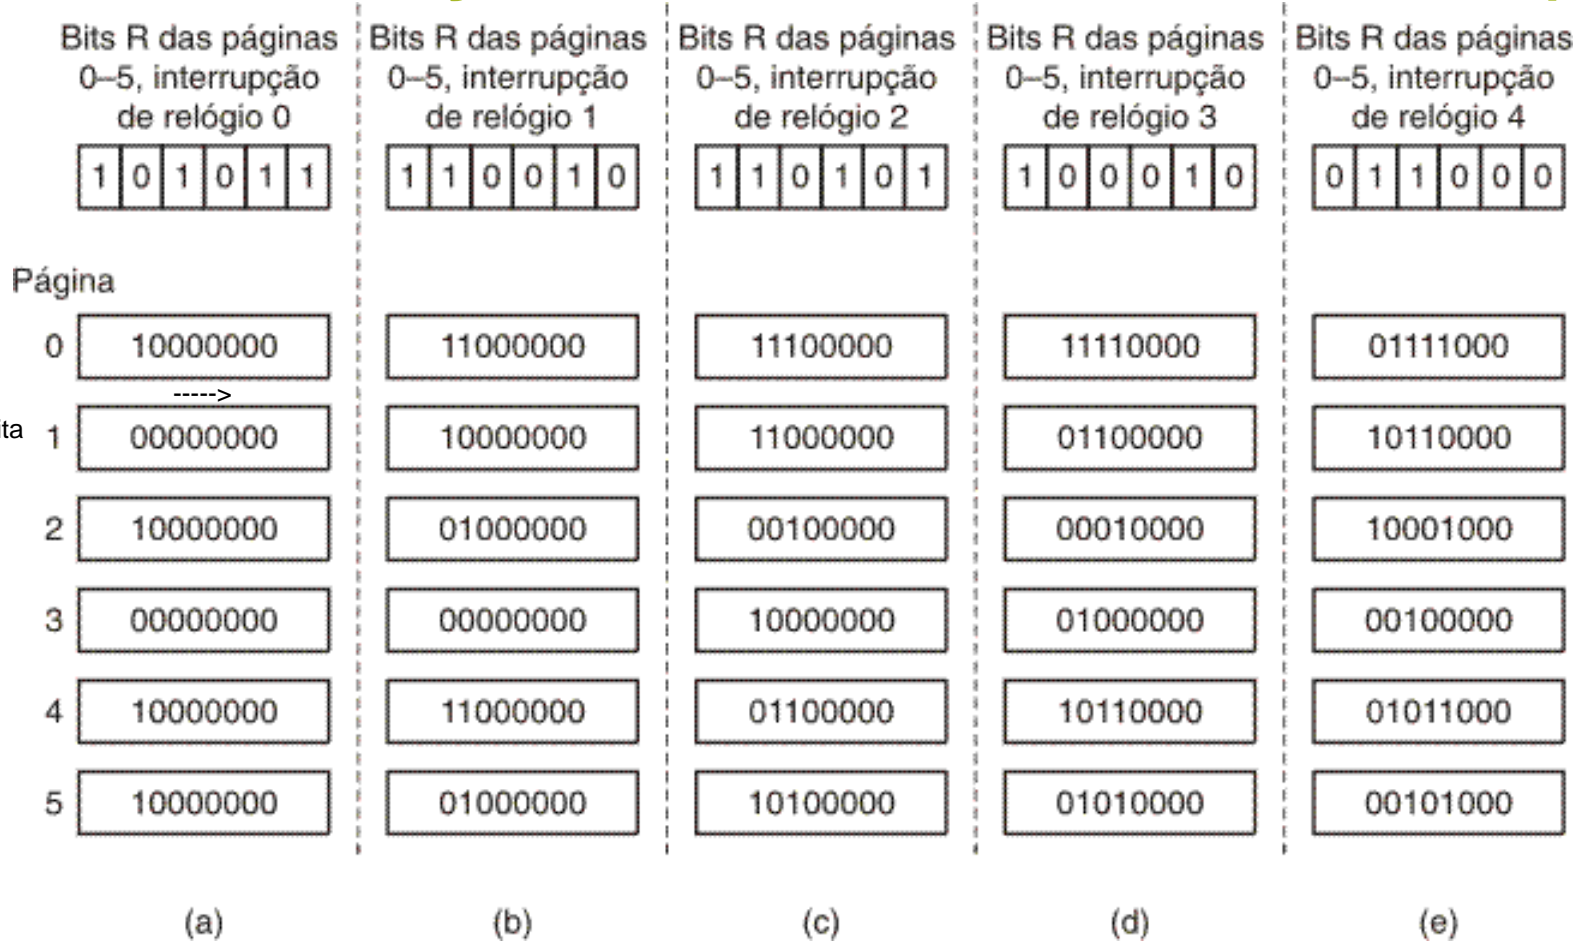 Bits R das páginas
0–5, interrupção
de relógio 0
1 0 1 0 1 1
Bits R das páginas
0–5, interrupção
de relógio 1
1 1 0 0 1 0
Bits R das páginas
0–5, interrupção
de relógio 2
1 1 0 1 0 1
Bits R das páginas
0–5, interrupção
de relógio 3
1 0 0 0 1 0
Bits R das páginas
0–5, interrupção
de relógio 4
0 1 1 0 0 0
Página
0 10000000 11000000 11100000 11110000 01111000
----->
ita 1 00000000 10000000 11000000 01100000 10110000
2 10000000 01000000 00100000 00010000 10001000
3 00000000 00000000 10000000 01000000 00100000
4 10000000 11000000 01100000 10110000 01011000
5 10000000 01000000 10100000 01010000 00101000
(a) (b) (c) (d) (e)